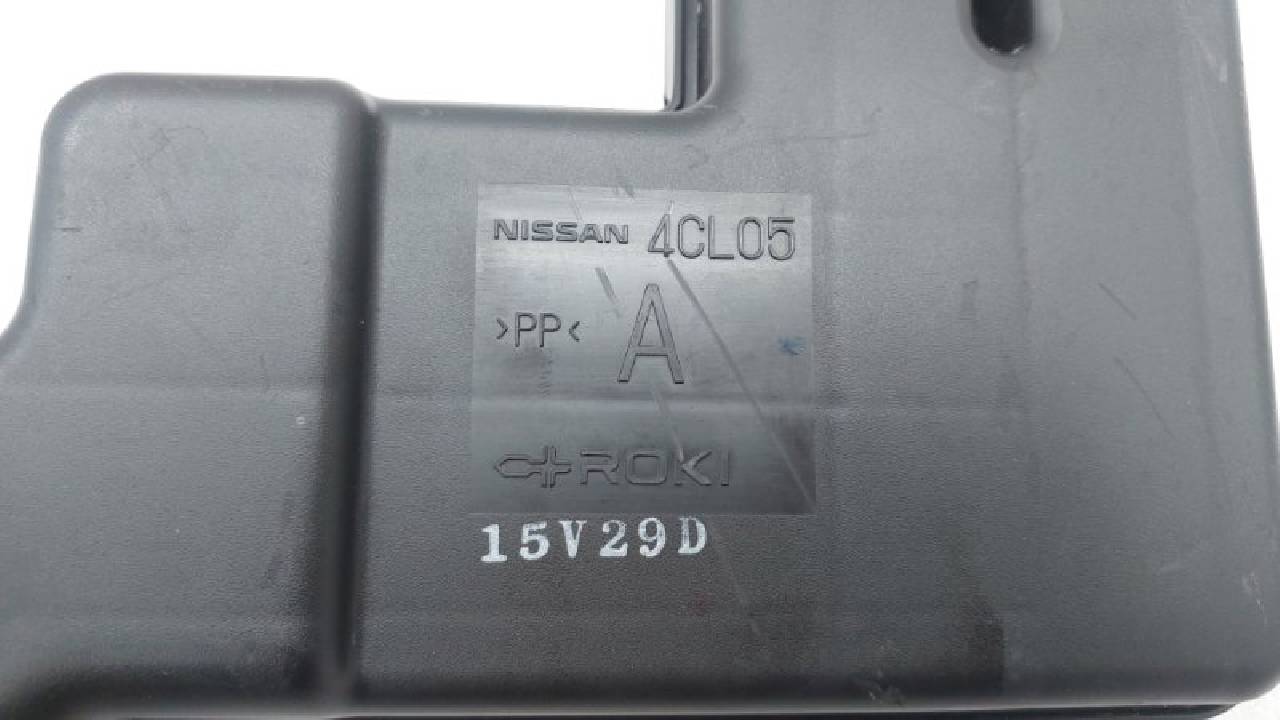 NISSAN 4CL05
>PP< A
ROKI
15V29D